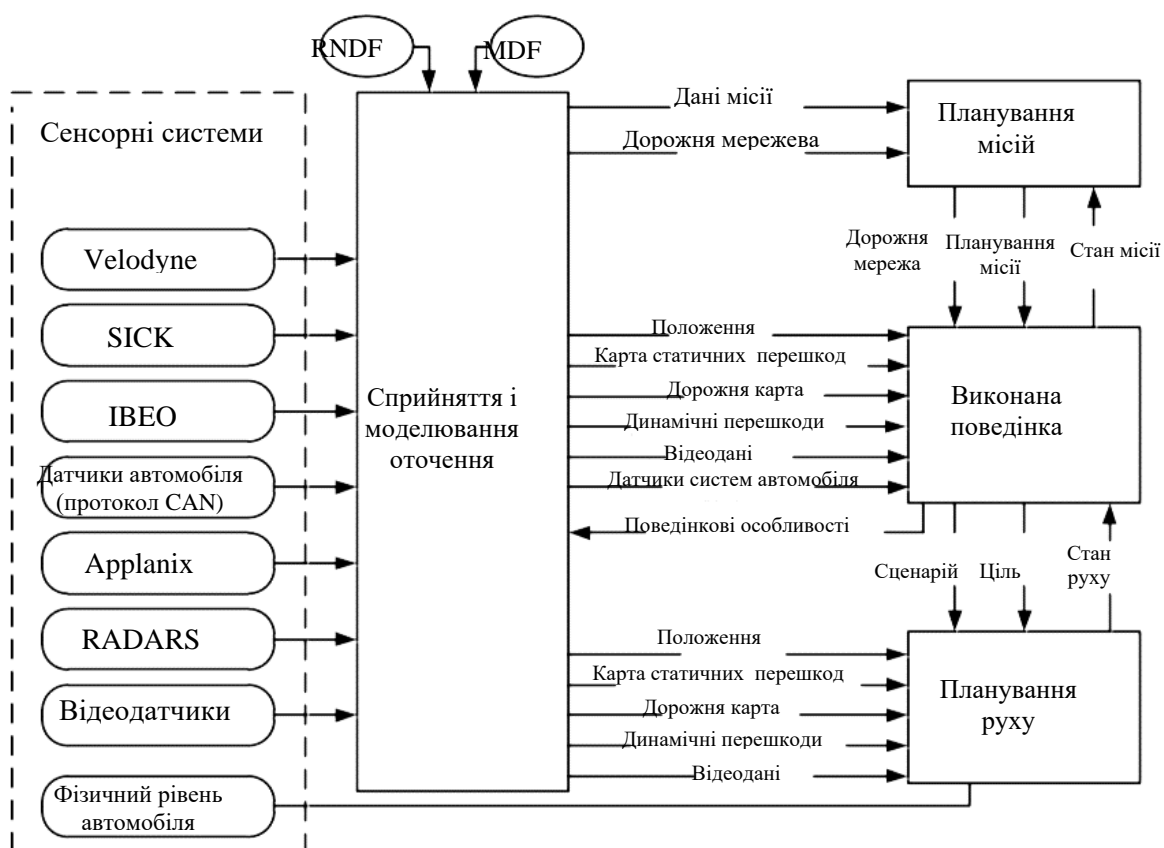 RNDF
MDF
Сенсорні системи
Velodyne
SICK
IBEO
Датчики автомобіля
(протокол CAN)
Applanix
RADARS
Відеодатчики
Фізичний рівень
автомобіля
Сприйняття і
моделювання
оточення
Дані місії
Дорожня мережева
Планування
місій
Дорожня
мережа
Планування
місії
Стан місії
Положення
Карта статичних перешкод
Дорожня карта
Динамічні перешкоди
Відеодані
Датчики систем автомобіля
Поведінкові особливості
Виконана
поведінка
Сценарій
Ціль
Стан
руху
Положення
Карта статичних перешкод
Дорожня карта
Динамічні перешкоди
Відеодані
Планування
руху